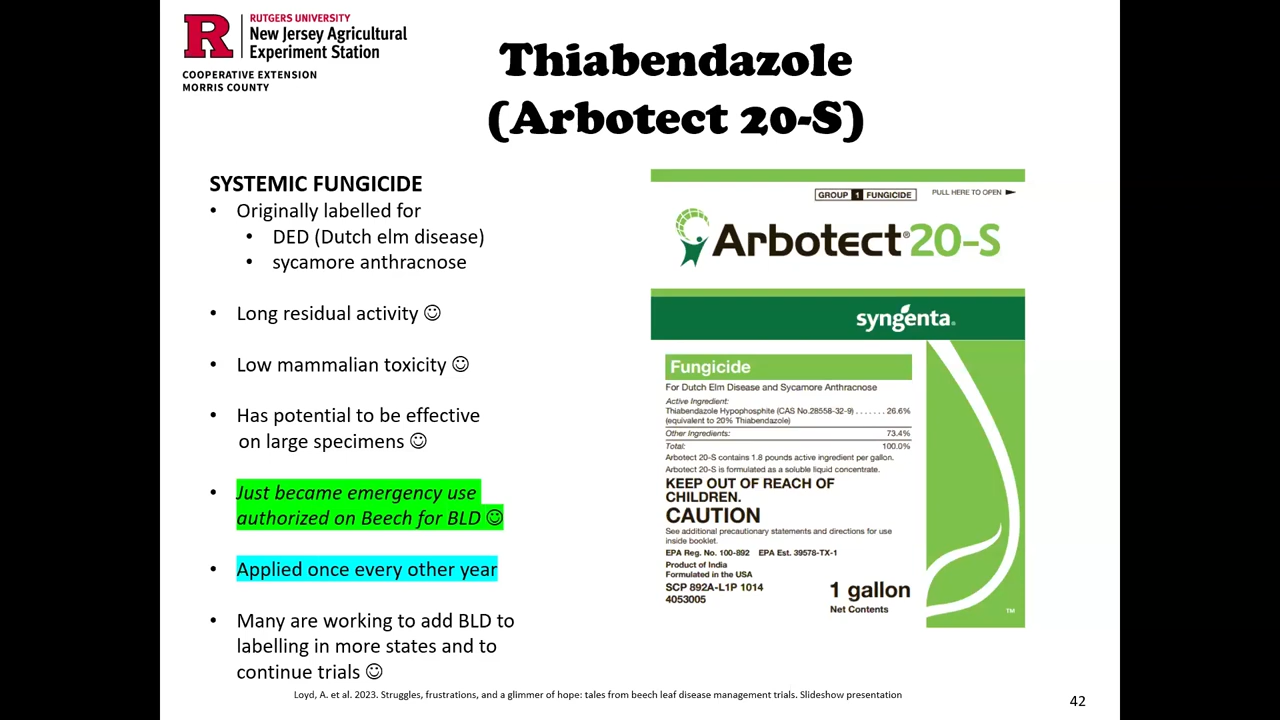 R
RUTGERS UNIVERSITY
New Jersey Agricultural
Experiment Station
COOPERATIVE EXTENSION
MORRIS COUNTY
Thiabendazole
(Arbotect 20-S)
SYSTEMIC FUNGICIDE
• Originally labelled for
• DED (Dutch elm disease)
• sycamore anthracnose
• Long residual activity ☺
• Low mammalian toxicity ☺
• Has potential to be effective
on large specimens ☺
• Just became emergency use
authorized on Beech for BLD ☺
• Applied once every other year
• Many are working to add BLD to
labelling in more states and to
continue trials ☺
GROUP 1 FUNGICIDE
PULL HERE TO OPEN
Arbotect® 20-S
syngenta®
Fungicide
For Dutch Elm Disease and Sycamore Anthracnose
Active Ingredient:
Thiabendazole Hypophosphite (CAS No.28558-32-9) . . . . . . . 26.6%
(equivalent to 20% Thiabendazole)
Other Ingredients: 73.4%
Total: 100.0%
Arbotect 20-S contains 1.8 pounds active ingredient per gallon.
Arbotect 20-S is formulated as a soluble liquid concentrate.
KEEP OUT OF REACH OF
CHILDREN.
CAUTION
See additional precautionary statements and directions for use
inside booklet.
EPA Reg. No. 100-892 EPA Est. 39578-TX-1
Product of India
Formulated in the USA
SCP 892A-L1P 1014
4053005
1 gallon
Net Contents
TM
Loyd, A. et al. 2023. Struggles, frustrations, and a glimmer of hope: tales from beech leaf disease management trials. Slideshow presentation
42